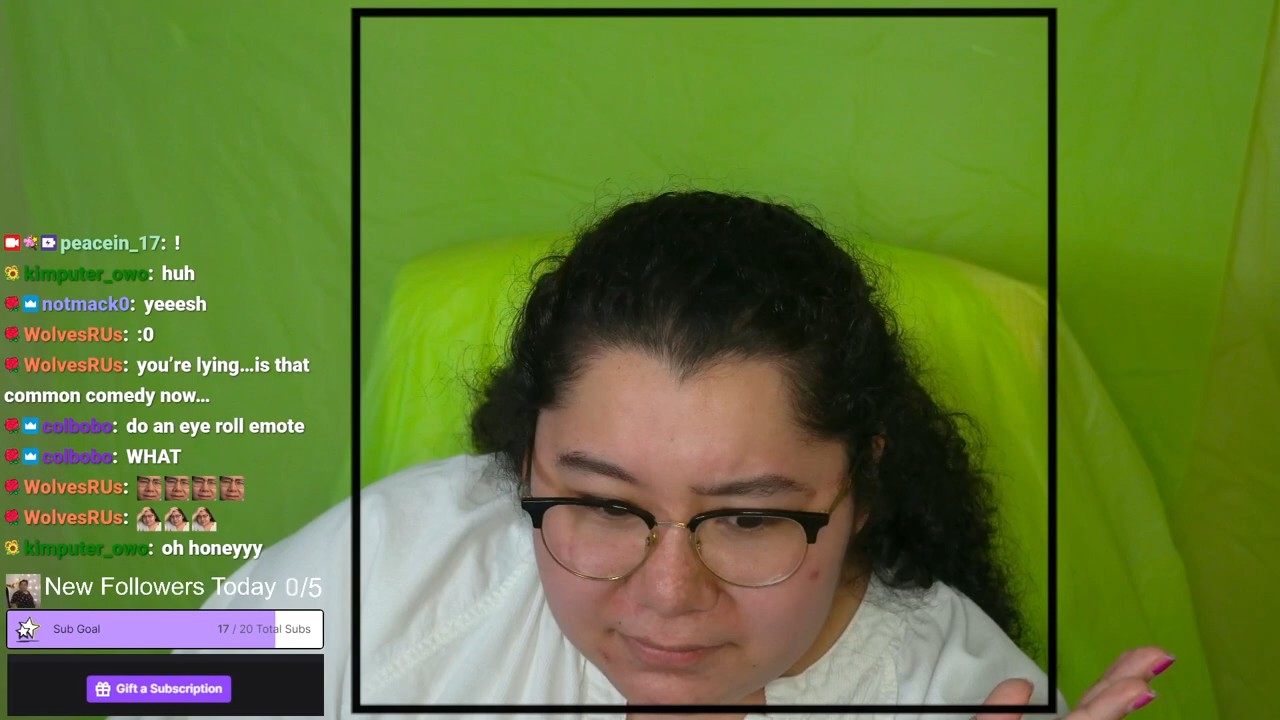 peacein_17: !
kimputer_owo: huh
notmack0: yeeesh
WolvesRUs: :0
WolvesRUs: you’re lying…is that
common comedy now…
colbobo: do an eye roll emote
colbobo: WHAT
WolvesRUs:
WolvesRUs:
kimputer_owo: oh honeyyy
New Followers Today 0/5
Sub Goal 17 / 20 Total Subs
Gift a Subscription